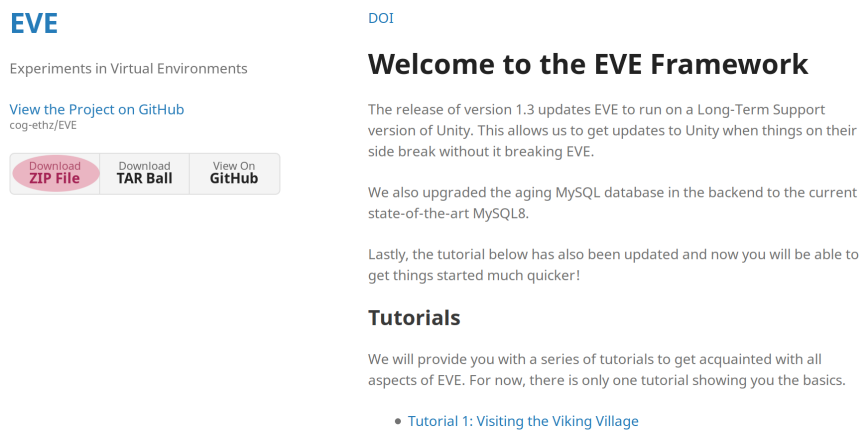 EVE
Experiments in Virtual Environments
View the Project on GitHub
cog-ethz/EVE
Download
ZIP File
Download
TAR Ball
View On
GitHub
DOI
Welcome to the EVE Framework
The release of version 1.3 updates EVE to run on a Long-Term Support
version of Unity. This allows us to get updates to Unity when things on their
side break without it breaking EVE.
We also upgraded the aging MySQL database in the backend to the current
state-of-the-art MySQL8.
Lastly, the tutorial below has also been updated and now you will be able to
get things started much quicker!
Tutorials
We will provide you with a series of tutorials to get acquainted with all
aspects of EVE. For now, there is only one tutorial showing you the basics.
• Tutorial 1: Visiting the Viking Village